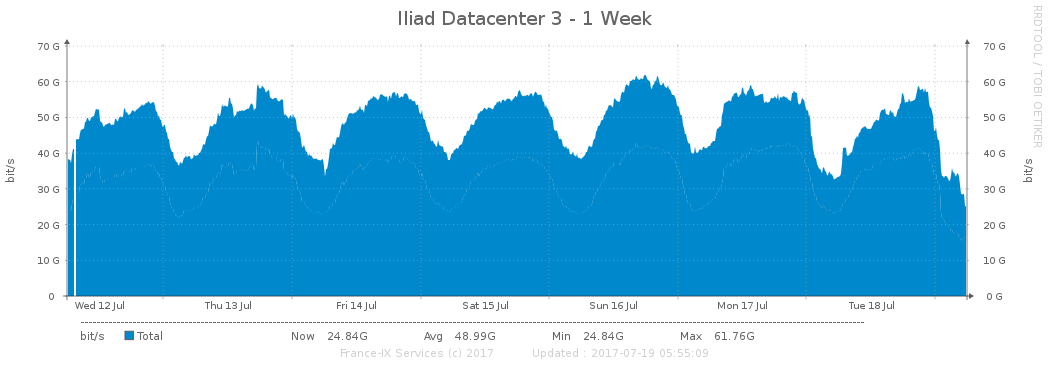 Iliad Datacenter 3 - 1 Week
RRDTOOL / TOBI OETIKER
70 G 70 G
60 G 60 G
50 G 50 G
40 G 40 G
30 G 30 G
20 G 20 G
10 G 10 G
0 0 G
bit/s bit/s
Wed 12 Jul Thu 13 Jul Fri 14 Jul Sat 15 Jul Sun 16 Jul Mon 17 Jul Tue 18 Jul
bit/s Total Now 24.84G Avg 48.99G Min 24.84G Max 61.76G
France-IX Services (c) 2017 Updated : 2017-07-19 05:55:09